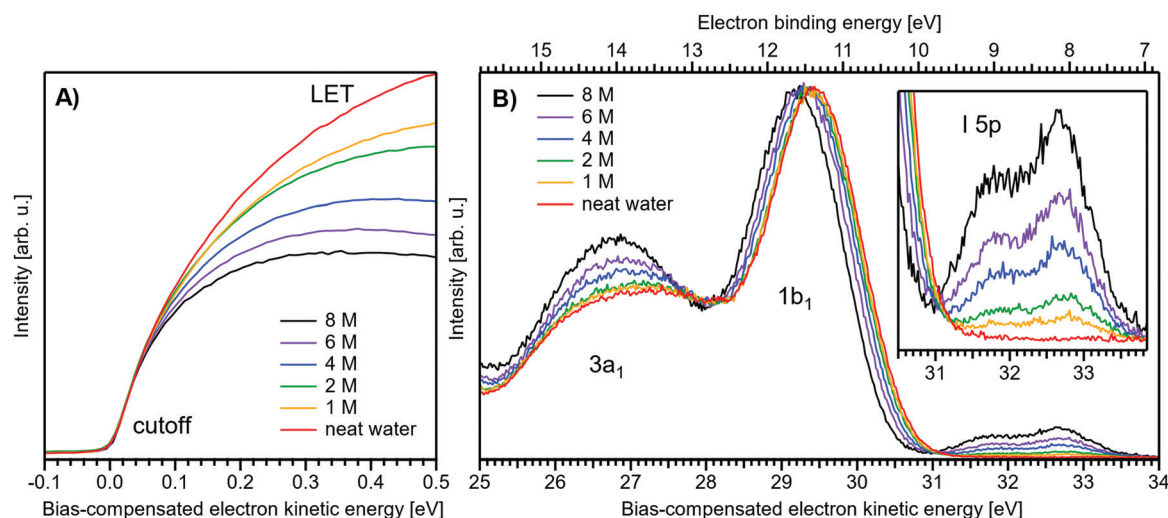 A)
LET
Intensity [arb. u.]
8 M
6 M
4 M
2 M
1 M
neat water
cutoff
-0.1 0.0 0.1 0.2 0.3 0.4 0.5
Bias-compensated electron kinetic energy [eV]
Electron binding energy [eV]
15 14 13 12 11 10 9 8 7
B)
Intensity [arb. u.]
8 M
6 M
4 M
2 M
1 M
neat water
3a1
1b1
I 5p
31 32 33
25 26 27 28 29 30 31 32 33 34
Bias-compensated electron kinetic energy [eV]